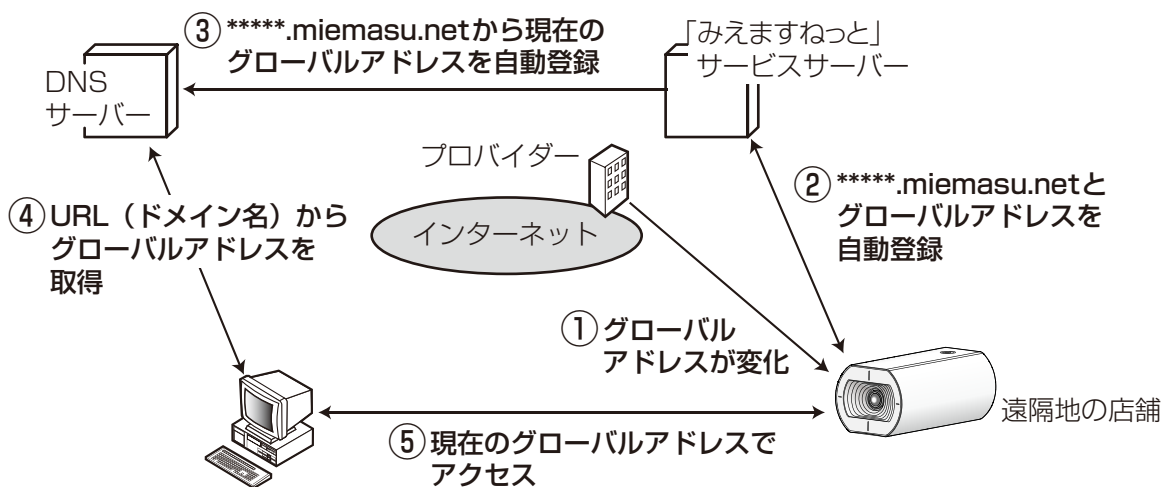 ③*****.miemasu.netから現在の
グローバルアドレスを自動登録
「みえますねっと」
サービスサーバー
DNS
サーバー
プロバイダー
インターネット
②*****.miemasu.netと
グローバルアドレスを
自動登録
④URL（ドメイン名）から
グローバルアドレスを
取得
①グローバル
アドレスが変化
遠隔地の店舗
⑤現在のグローバルアドレスで
アクセス